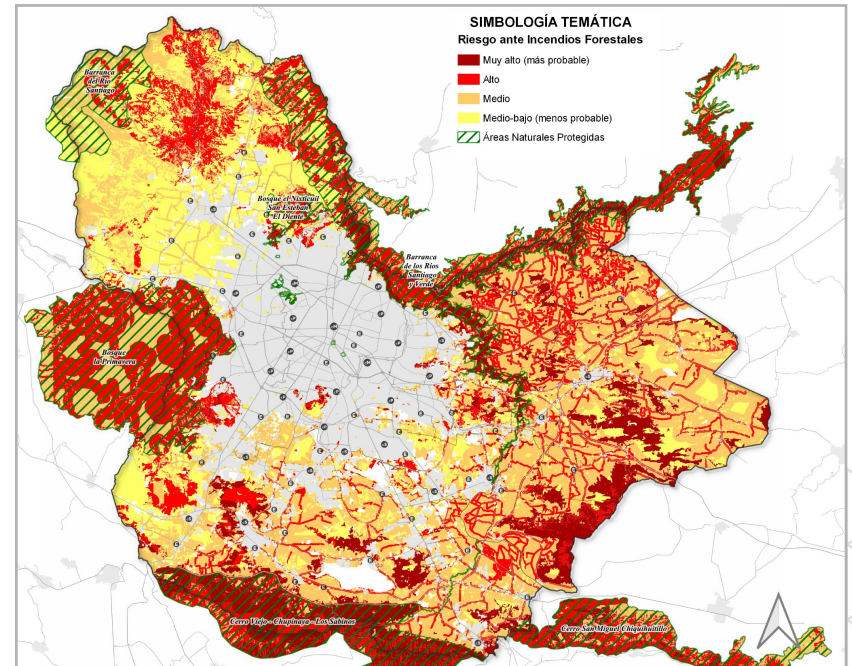 SIMBOLOGÍA TEMÁTICA
Riesgo ante Incendios Forestales
Muy alto (más probable)
Alto
Medio
Medio-bajo (menos probable)
Áreas Naturales Protegidas
Barranca
del Río
Santiago
Bosque el Nixticuil
San Esteban
El Diente
Barranca
de los Ríos
Santiago
y Verde
Bosque
la Primavera
Cerro Viejo - Chupinaya - Los Sabinos
Cerro San Miguel Chiquihuitillo